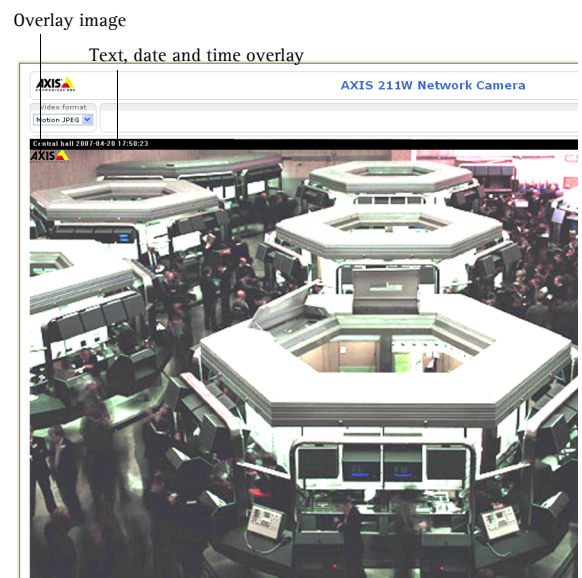 Overlay image
Text, date and time overlay
AXIS
COMMUNICATIONS
AXIS 211W Network Camera
Video format
Motion JPEG
Central hall 2007-04-20 17:50:23
AXIS